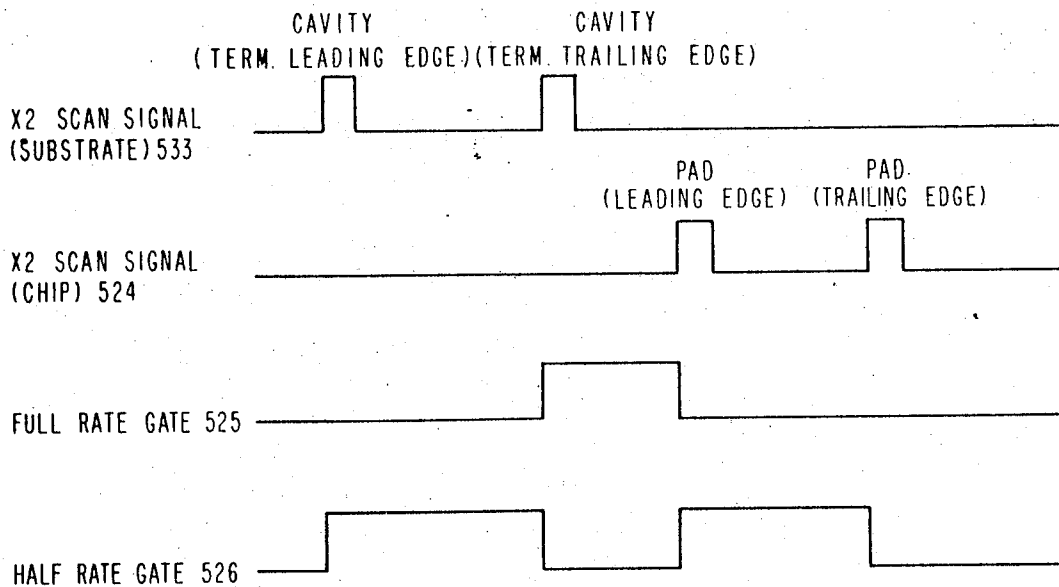 CAVITY CAVITY
(TERM. LEADING EDGE)(TERM. TRAILING EDGE)
X2 SCAN SIGNAL
(SUBSTRATE) 533
PAD PAD.
(LEADING EDGE) (TRAILING EDGE)
X2 SCAN SIGNAL
(CHIP) 524
FULL RATE GATE 525
HALF RATE GATE 526